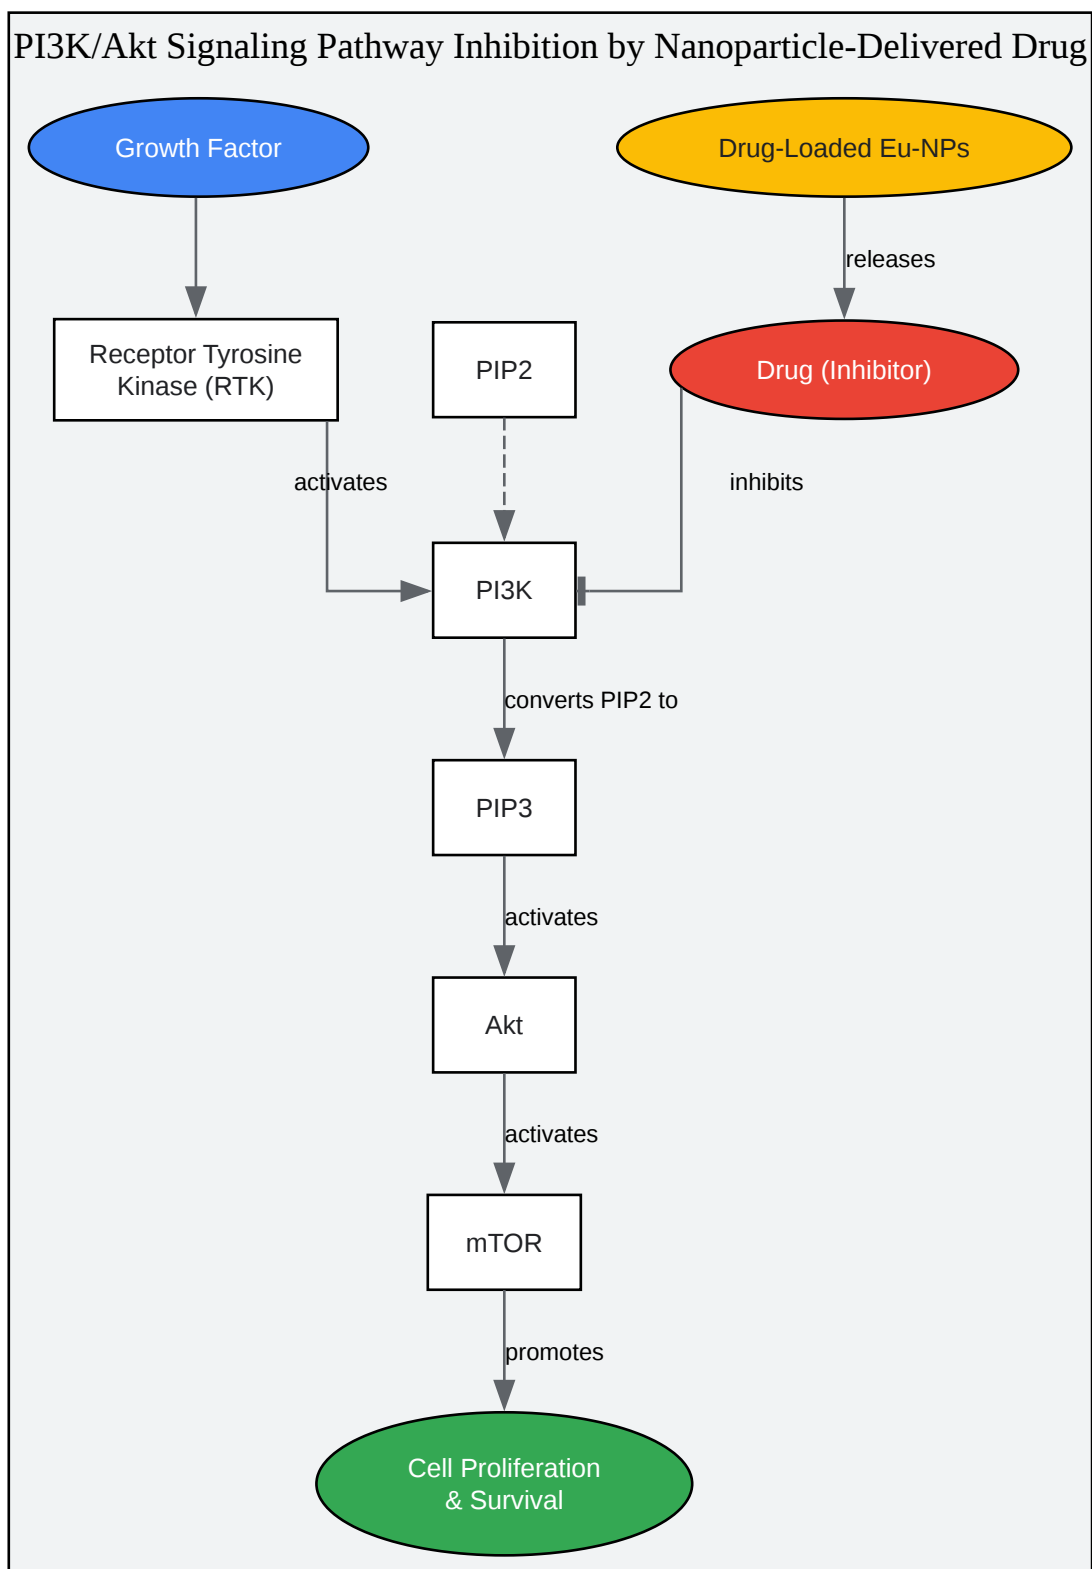 PI3K/Akt Signaling Pathway Inhibition by Nanoparticle-Delivered Drug
Growth Factor
Drug-Loaded Eu-NPs
releases
Receptor Tyrosine
Kinase (RTK)
PIP2
Drug (Inhibitor)
activates
inhibits
PI3K
converts PIP2 to
PIP3
activates
Akt
activates
mTOR
promotes
Cell Proliferation
& Survival